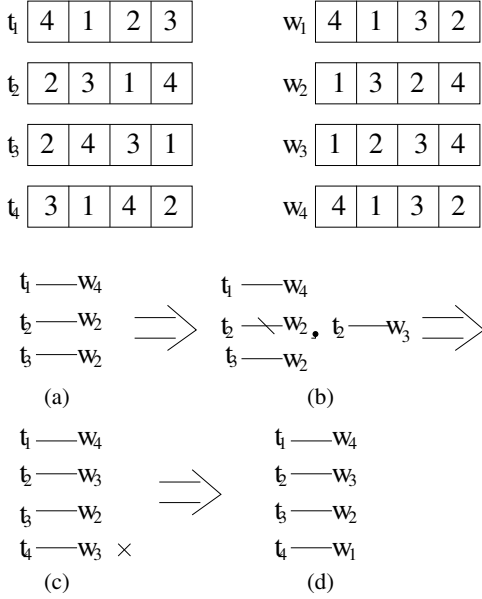 t1 4 1 2 3 w1 4 1 3 2
t2 2 3 1 4 w2 1 3 2 4
t3 2 4 3 1 w3 1 2 3 4
t4 3 1 4 2 w4 4 1 3 2
t1 w4 t1 w4
t2 w2 t2 w2, t2 w3
t3 w2 t3 w2
(a) (b)
t1 w4 t1 w4
t2 w3 t2 w3
t3 w2 t3 w2
t4 w3 × t4 w1
(c) (d)